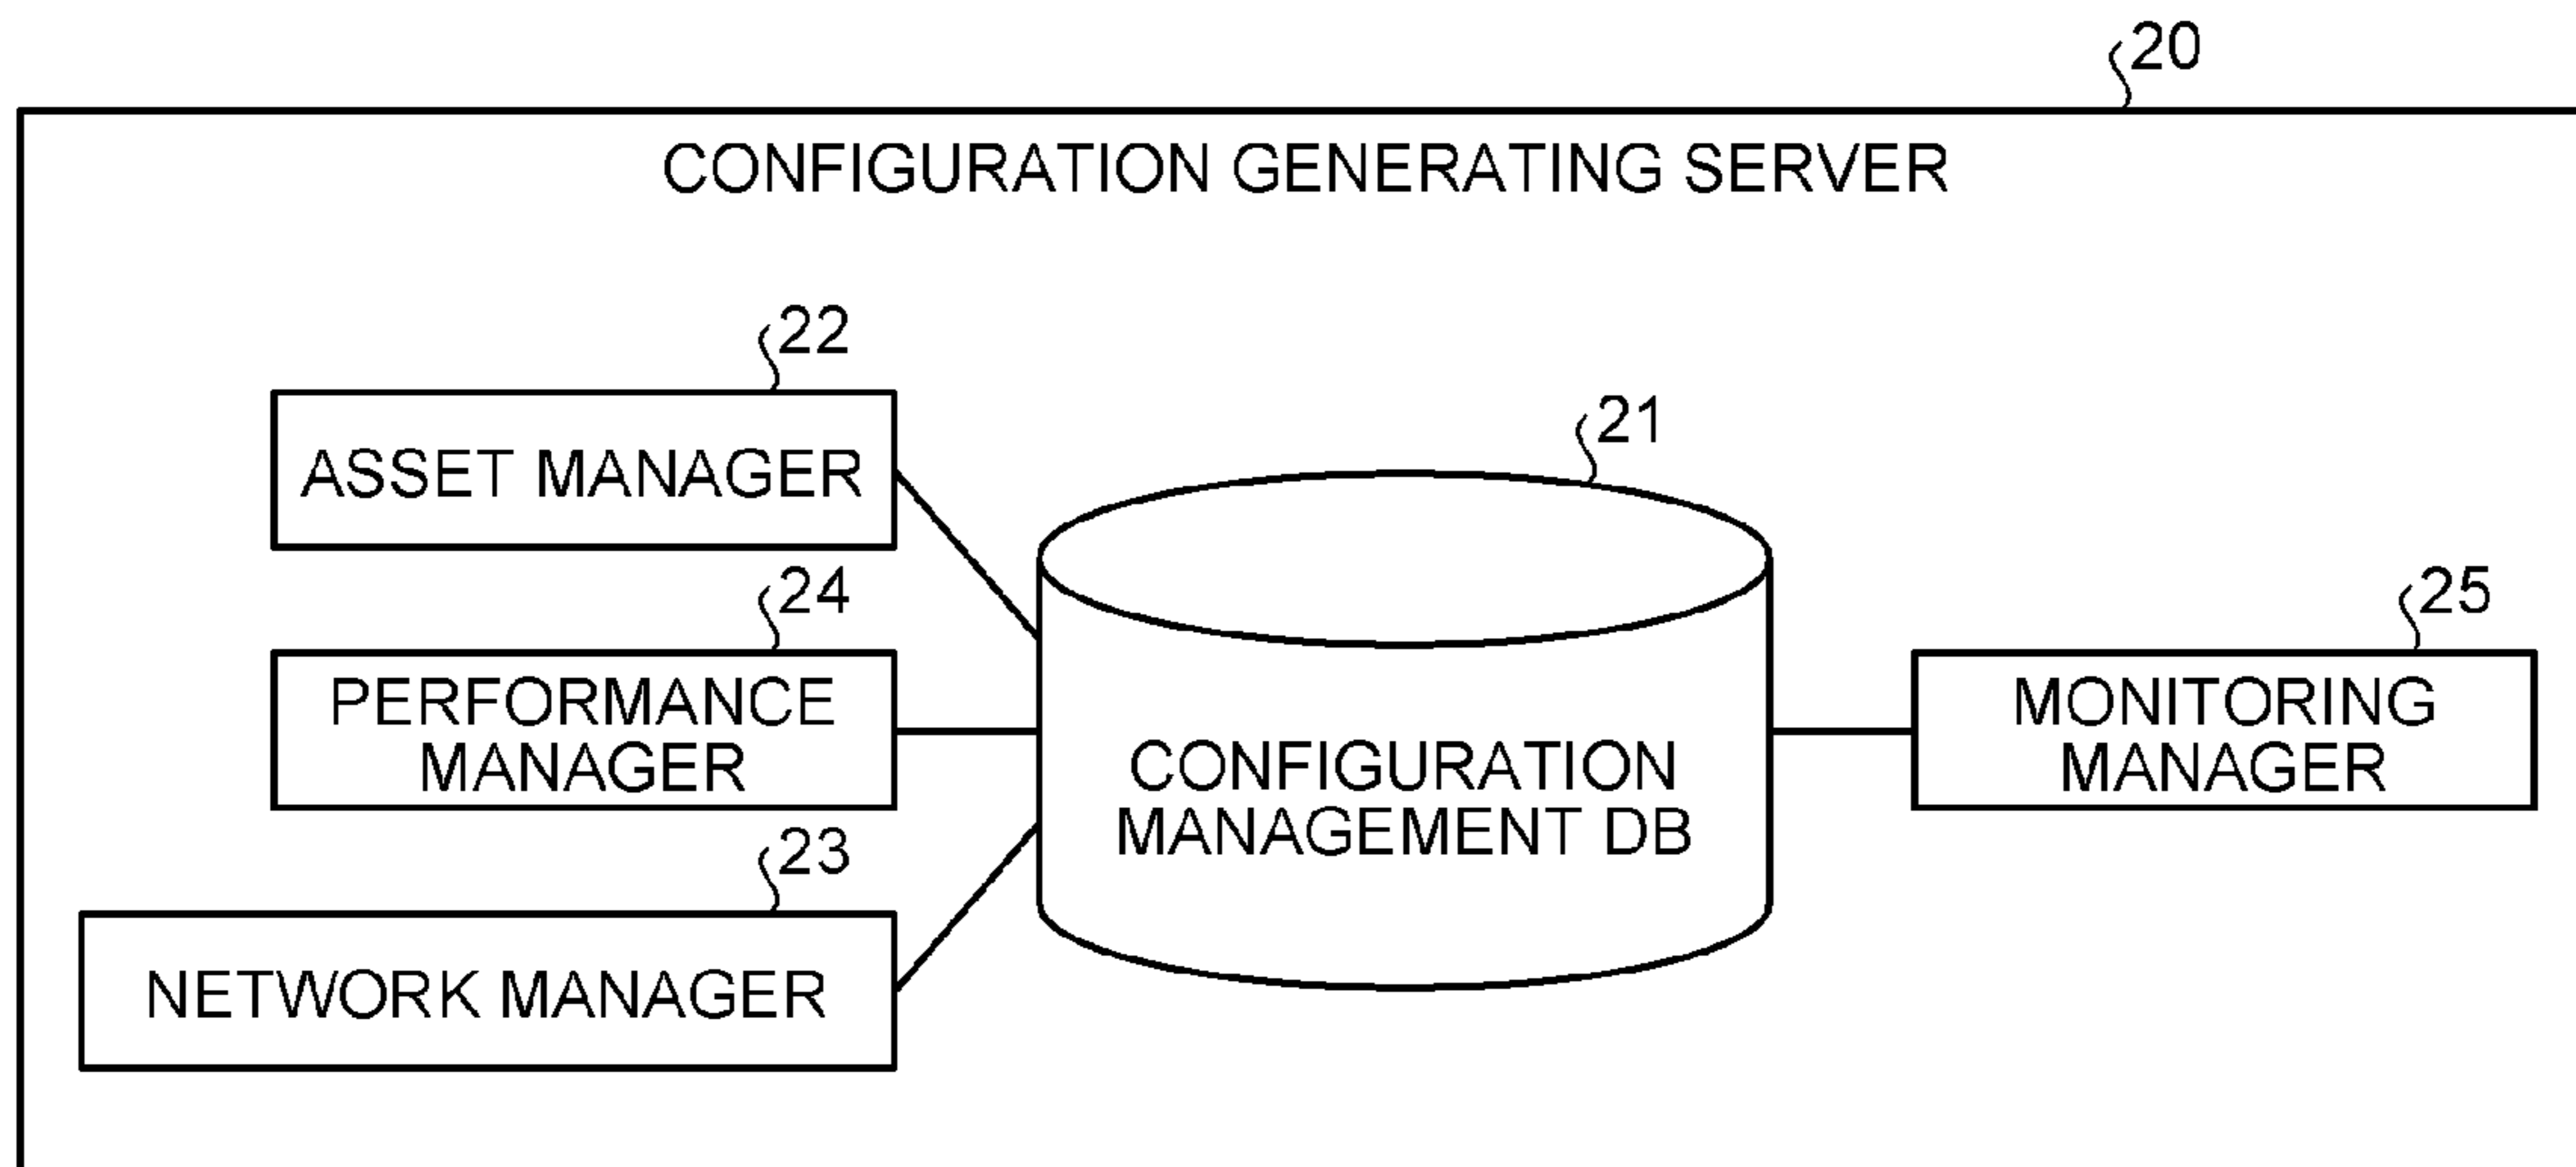 20
CONFIGURATION GENERATING SERVER
22
ASSET MANAGER
21
24
PERFORMANCE
MANAGER
25
MONITORING
MANAGER
CONFIGURATION
MANAGEMENT DB
23
NETWORK MANAGER